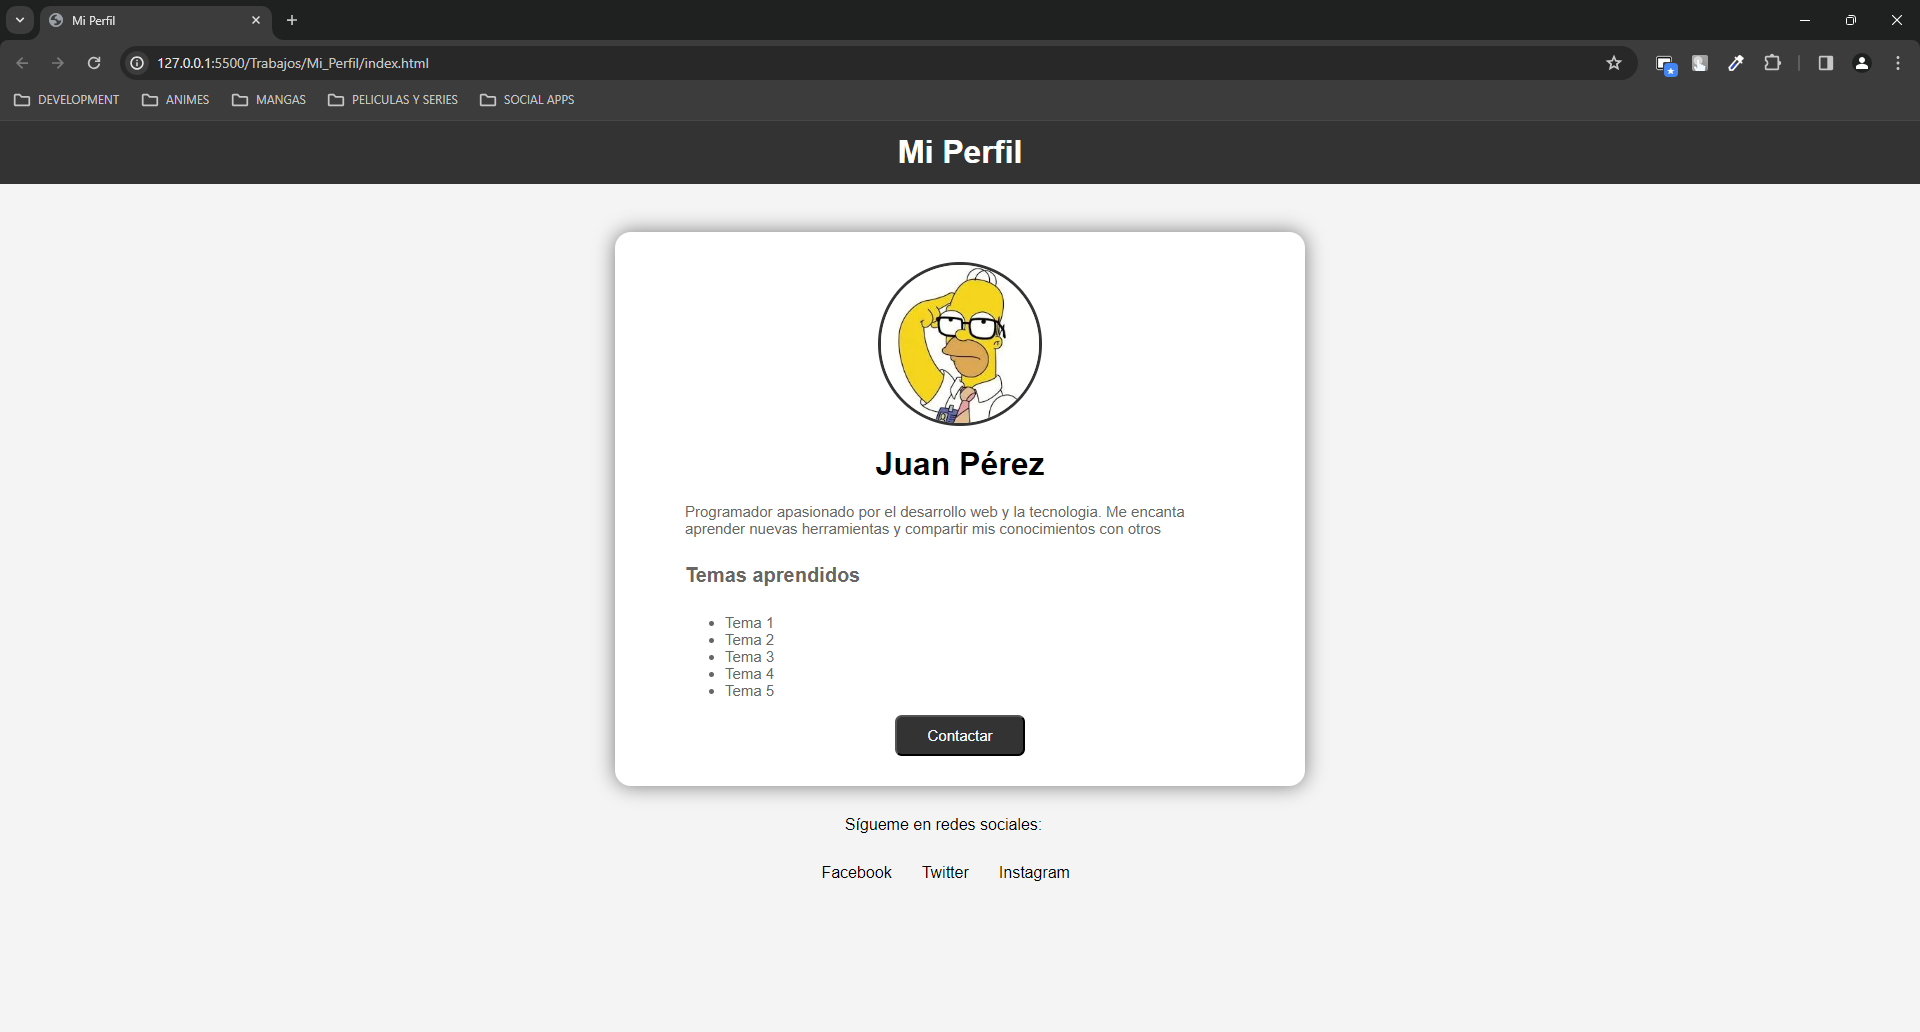 Mi Perfil
127.0.0.1:5500/Trabajos/Mi_Perfil/index.html
DEVELOPMENT ANIMES MANGAS PELICULAS Y SERIES SOCIAL APPS
Mi Perfil
Juan Pérez
Programador apasionado por el desarrollo web y la tecnologia. Me encanta
aprender nuevas herramientas y compartir mis conocimientos con otros
Temas aprendidos
Tema 1
Tema 2
Tema 3
Tema 4
Tema 5
Contactar
Sígueme en redes sociales:
Facebook Twitter Instagram